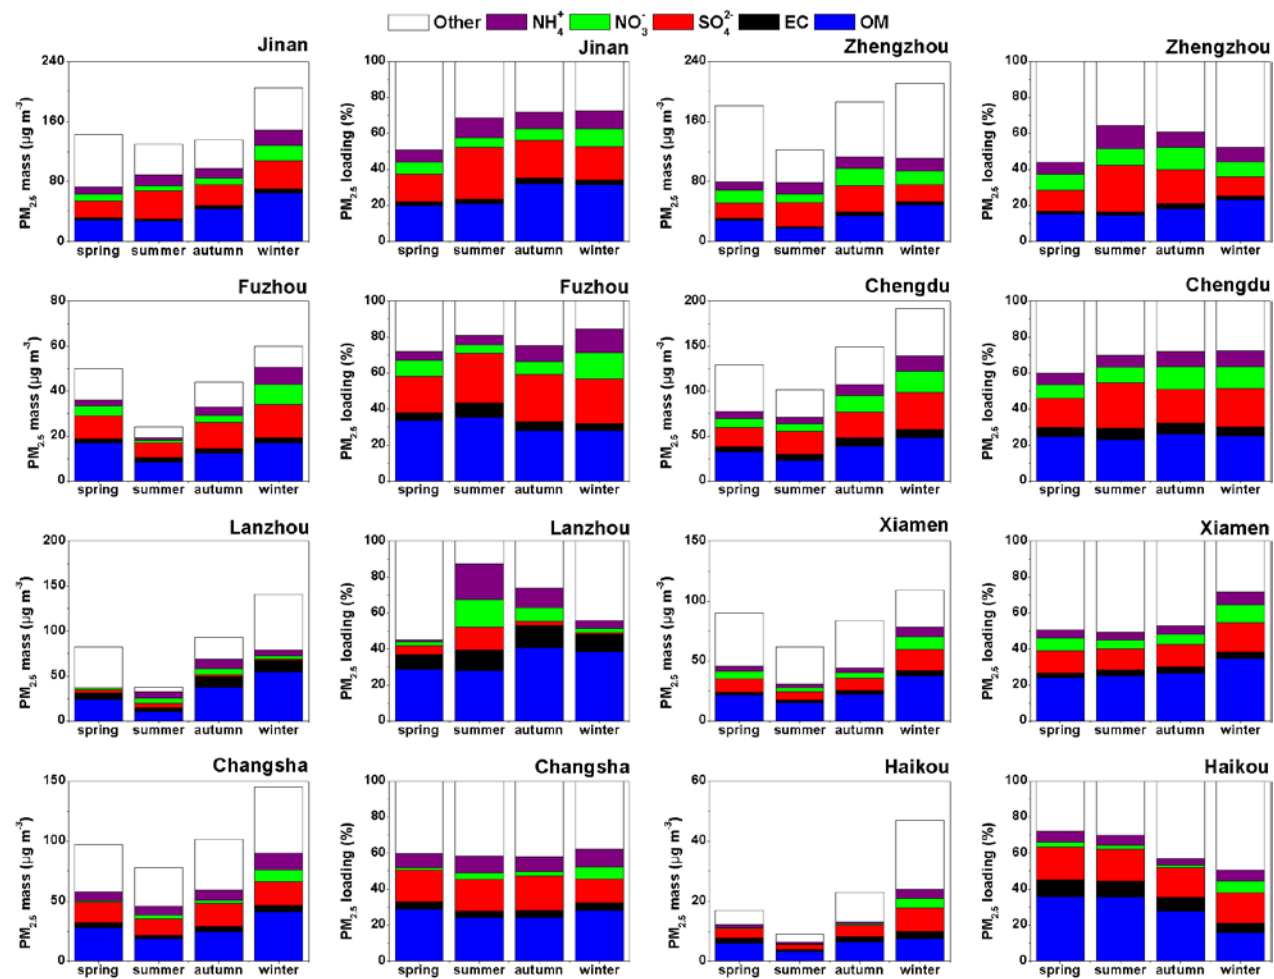 Other NH₄⁺ NO₃⁻ SO₄²⁻ EC OM
Jinan
PM₂.₅ mass (µg m⁻³)
240
160
80
0
spring summer autumn winter
Jinan
PM₂.₅ loading (%)
100
80
60
40
20
0
spring summer autumn winter
Zhengzhou
PM₂.₅ mass (µg m⁻³)
240
160
80
0
spring summer autumn winter
Zhengzhou
PM₂.₅ loading (%)
100
80
60
40
20
0
spring summer autumn winter
Fuzhou
PM₂.₅ mass (µg m⁻³)
80
60
40
20
0
spring summer autumn winter
Fuzhou
PM₂.₅ loading (%)
100
80
60
40
20
0
spring summer autumn winter
Chengdu
PM₂.₅ mass (µg m⁻³)
200
150
100
50
0
spring summer autumn winter
Chengdu
PM₂.₅ loading (%)
100
80
60
40
20
0
spring summer autumn winter
Lanzhou
PM₂.₅ mass (µg m⁻³)
200
150
100
50
0
spring summer autumn winter
Lanzhou
PM₂.₅ loading (%)
100
80
60
40
20
0
spring summer autumn winter
Xiamen
PM₂.₅ mass (µg m⁻³)
150
100
50
0
spring summer autumn winter
Xiamen
PM₂.₅ loading (%)
100
80
60
40
20
0
spring summer autumn winter
Changsha
PM₂.₅ mass (µg m⁻³)
150
100
50
0
spring summer autumn winter
Changsha
PM₂.₅ loading (%)
100
80
60
40
20
0
spring summer autumn winter
Haikou
PM₂.₅ mass (µg m⁻³)
60
40
20
0
spring summer autumn winter
Haikou
PM₂.₅ loading (%)
100
80
60
40
20
0
spring summer autumn winter